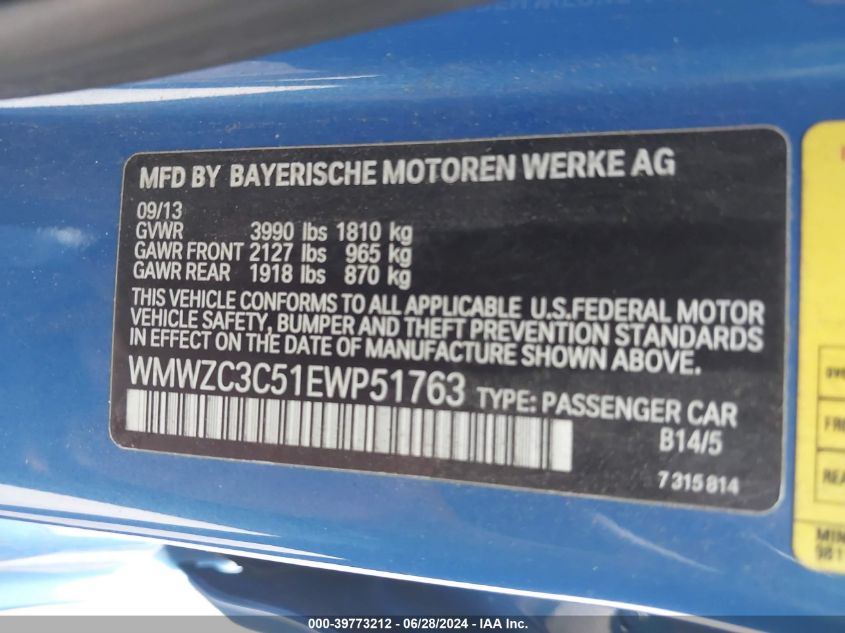 MFD BY BAYERISCHE MOTOREN WERKE AG
09/13
GVWR 3990 lbs 1810 kg
GAWR FRONT 2127 lbs 965 kg
GAWR REAR 1918 lbs 870 kg
THIS VEHICLE CONFORMS TO ALL APPLICABLE U.S.FEDERAL MOTOR
VEHICLE SAFETY, BUMPER AND THEFT PREVENTION STANDARDS
IN EFFECT ON THE DATE OF MANUFACTURE SHOWN ABOVE.
WMWZC3C51EWP51763 TYPE: PASSENGER CAR
B14/5
7 315 814
MIN
981
000-39773212 - 06/28/2024 - IAA Inc.